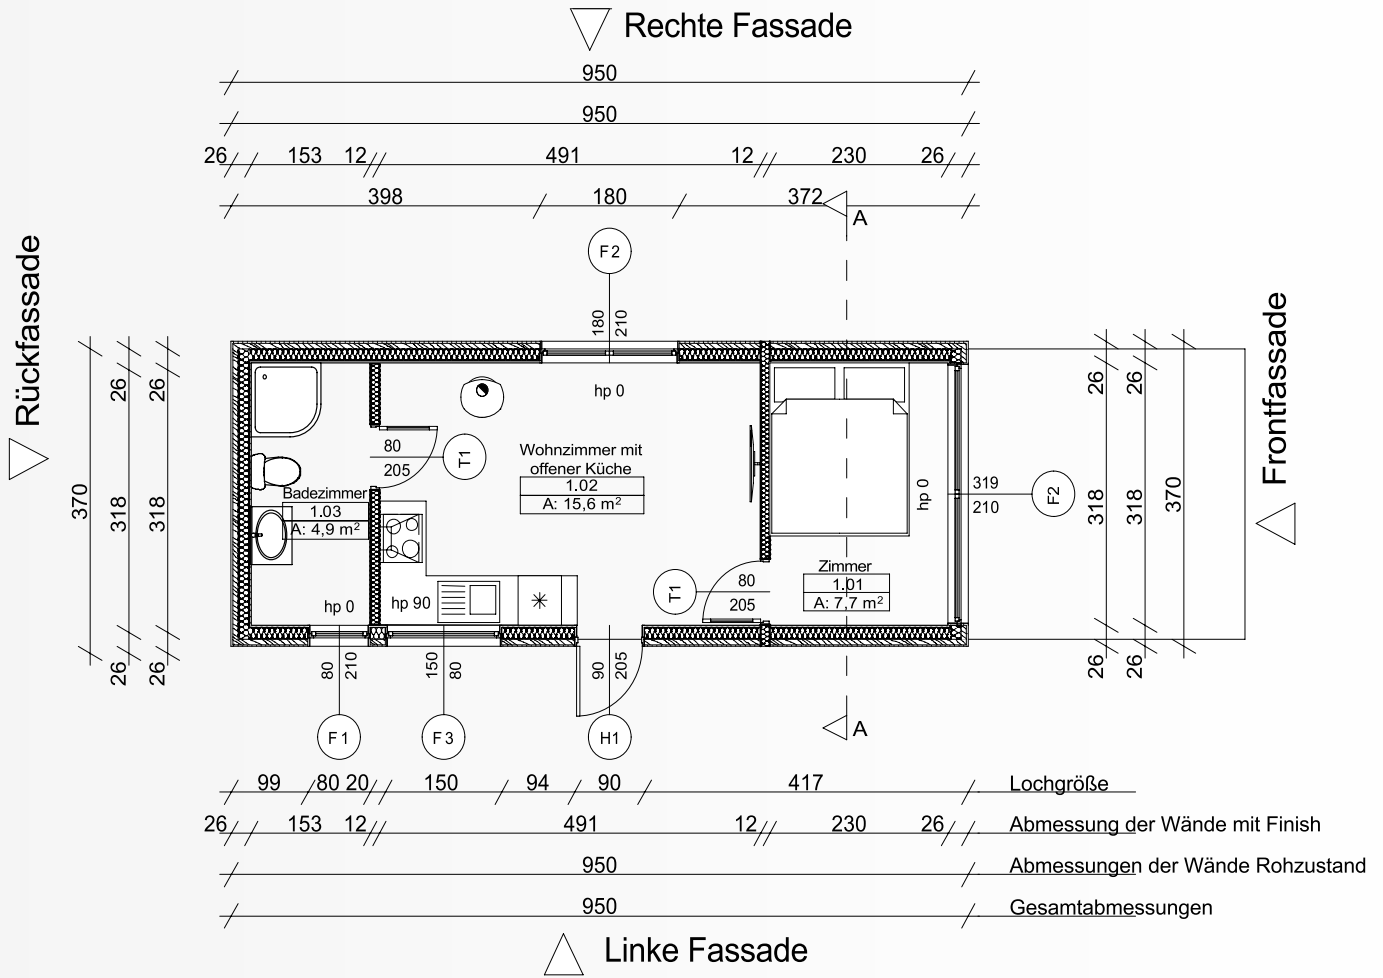 Rechte Fassade
950
950
26 153 12 491 12 230 26
398 180 372
A
F2
180
210
Rückfassade
Frontfassade
370
26
318
26
26
318
26
hp 0
80
205
T1
Wohnzimmer mit
offener Küche
1.02
A: 15,6 m²
Badezimmer
1.03
A: 4,9 m²
hp 0
319
210
F2
26
318
26
26
318
26
370
Zimmer
1.01
A: 7,7 m²
T1
80
205
hp 0
hp 90
80
210
150
80
90
205
F1
F3
H1
A
99 80 20 150 94 90 417 Lochgröße
26 153 12 491 12 230 26 Abmessung der Wände mit Finish
950 Abmessungen der Wände Rohzustand
950 Gesamtabmessungen
Linke Fassade